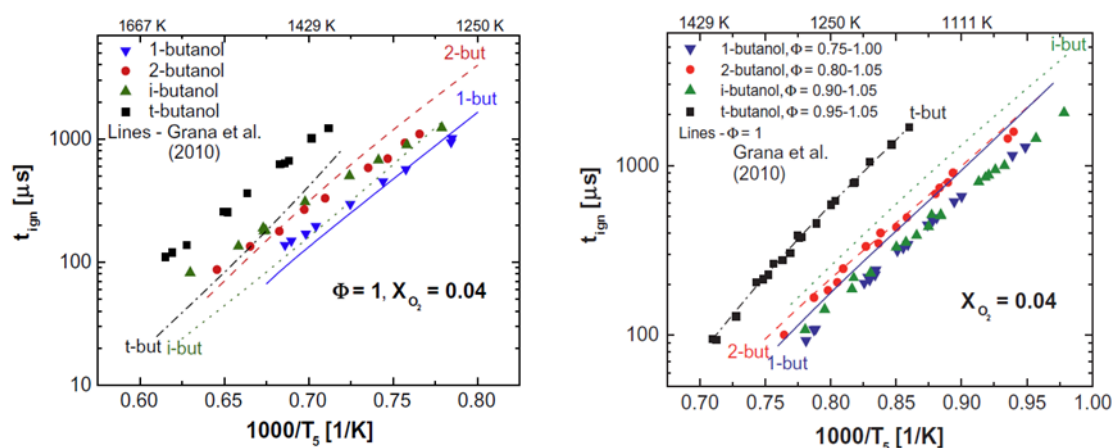 1667 K 1429 K 1250 K
1-butanol
2-butanol
i-butanol
t-butanol
Lines - Grana et al.
(2010)
2-but
1-but
t-but
i-but
Φ = 1, X_O₂ = 0.04
t_ign [µs]
1000
100
10
0.60 0.65 0.70 0.75 0.80
1000/T₅ [1/K]
1429 K 1250 K 1111 K
1-butanol, Φ = 0.75-1.00
2-butanol, Φ = 0.80-1.05
i-butanol, Φ = 0.90-1.05
t-butanol, Φ = 0.95-1.05
Lines - Φ = 1
Grana et al.
(2010)
i-but
t-but
2-but
1-but
X_O₂ = 0.04
t_ign [µs]
1000
100
0.70 0.75 0.80 0.85 0.90 0.95 1.00
1000/T₅ [1/K]